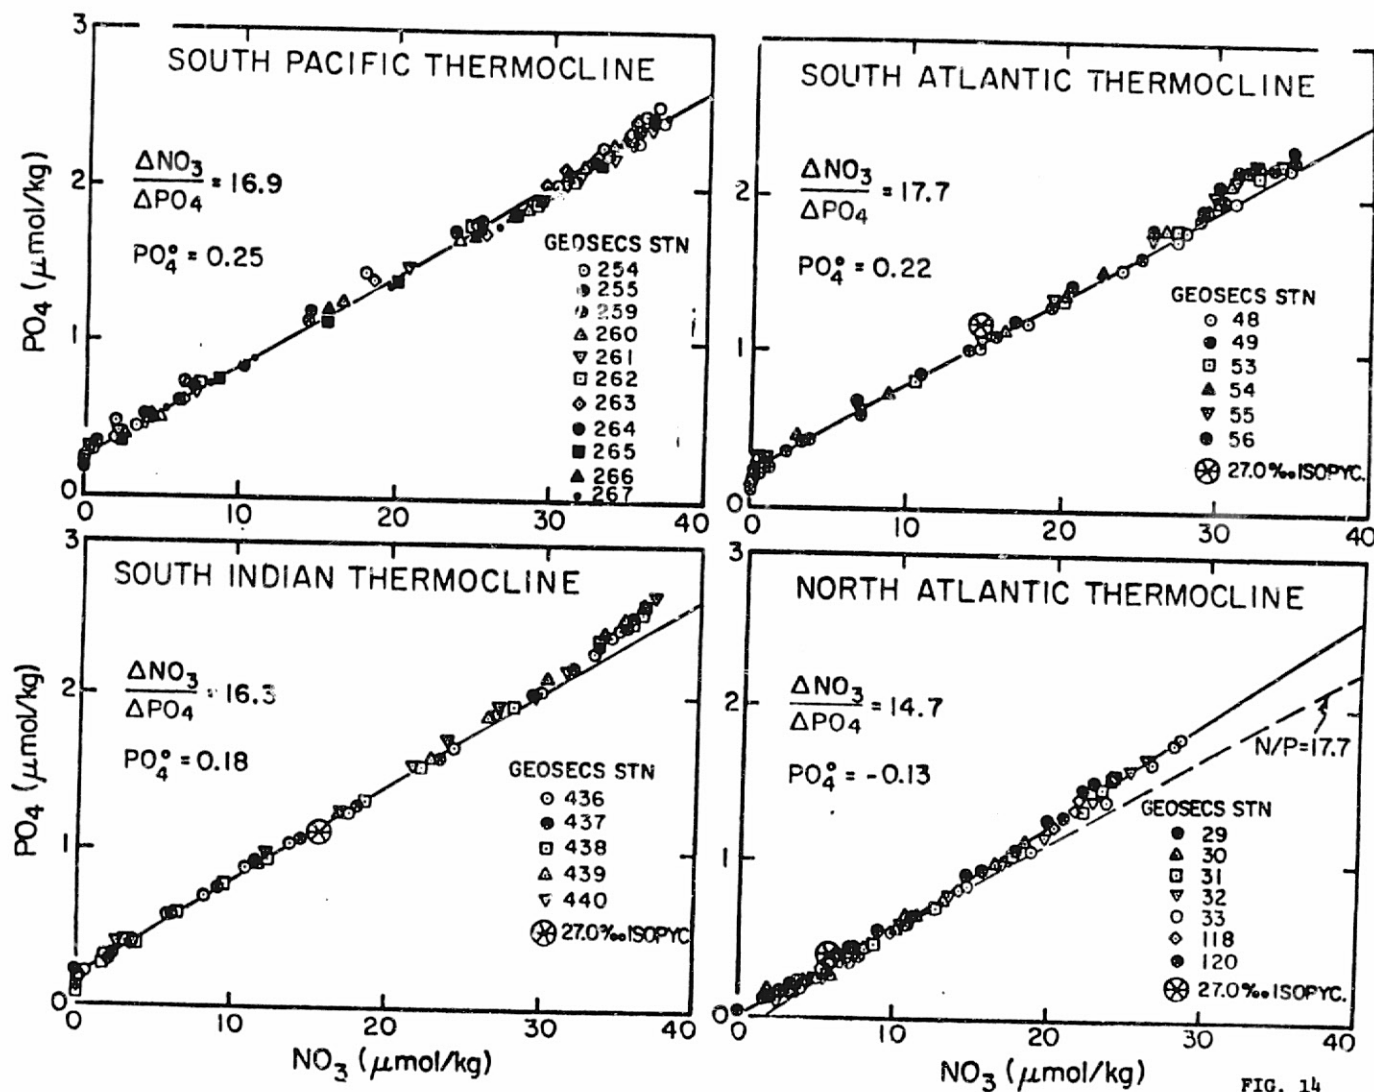 SOUTH PACIFIC THERMOCLINE
ΔNO3
ΔPO4
=16.9
PO4° = 0.25
GEOSECS STN
254
255
259
260
261
262
263
264
265
266
267
PO4 (μmol/kg)
3
2
1
0
0 10 20 30 40
SOUTH ATLANTIC THERMOCLINE
ΔNO3
ΔPO4
=17.7
PO4° = 0.22
GEOSECS STN
48
49
53
54
55
56
27.0‰ ISOPYC.
2
1
0
0 10 20 30 40
SOUTH INDIAN THERMOCLINE
ΔNO3
ΔPO4
=16.3
PO4° = 0.18
GEOSECS STN
436
437
438
439
440
27.0‰ ISOPYC
PO4 (μmol/kg)
3
2
1
0
0 10 20 30 40
NO3 (μmol/kg)
NORTH ATLANTIC THERMOCLINE
ΔNO3
ΔPO4
=14.7
PO4° = -0.13
N/P=17.7
GEOSECS STN
29
30
31
32
33
118
120
27.0‰ ISOPYC.
3
2
1
0
0 10 20 30 40
NO3 (μmol/kg)
FIG. 14